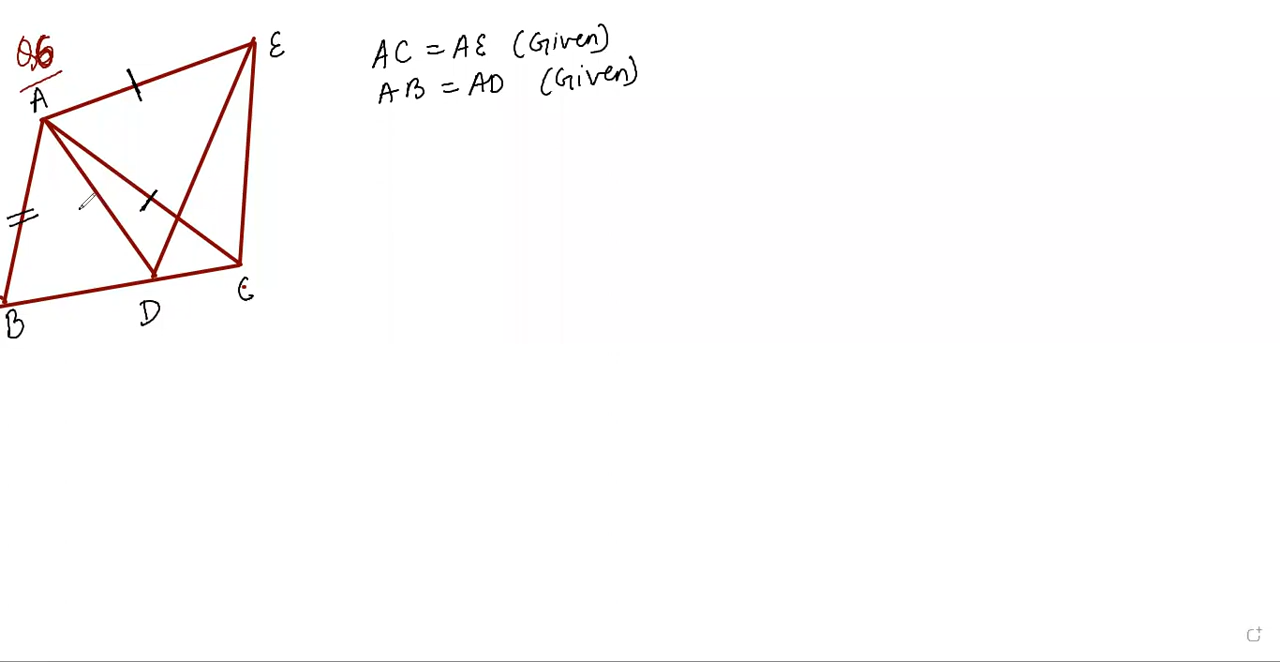 Q6
A
E
B
D
C
AC = AE (Given)
AB = AD (Given)